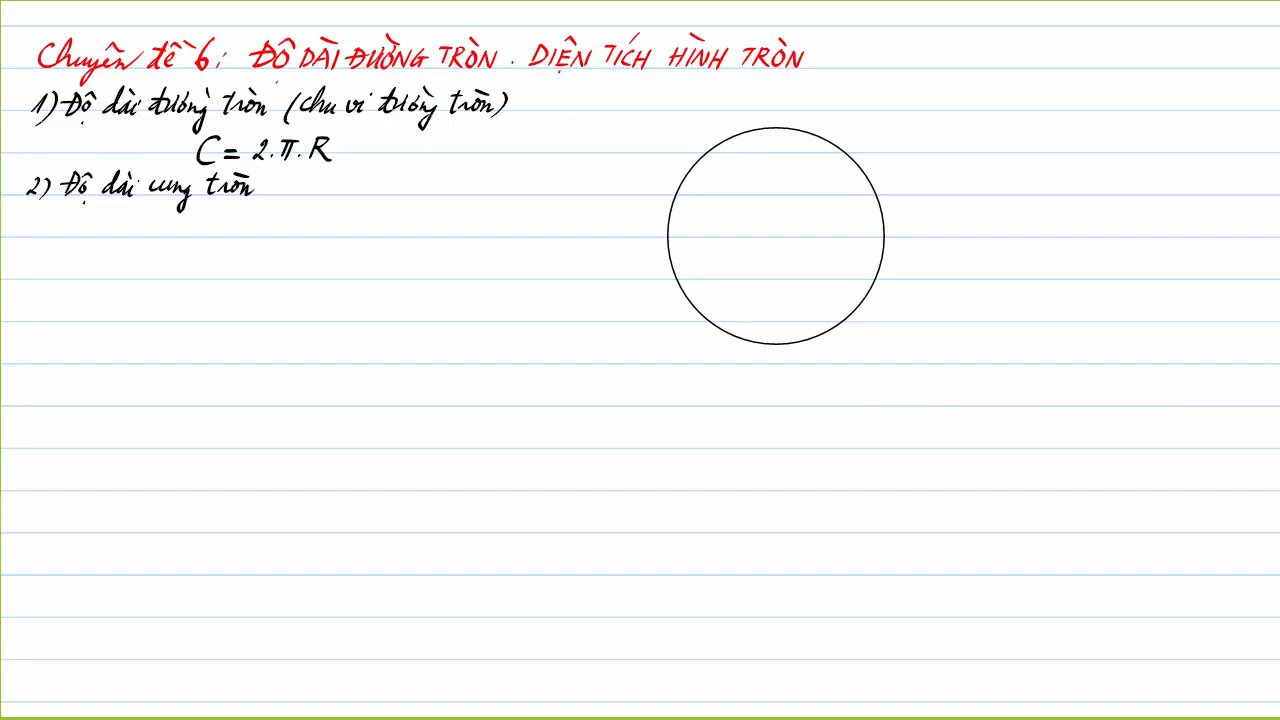 Chuyên đề 6: ĐỘ DÀI ĐƯỜNG TRÒN. DIỆN TÍCH HÌNH TRÒN
1) Độ dài đường tròn (chu vi đường tròn)
C = 2.π.R
2) Độ dài cung tròn